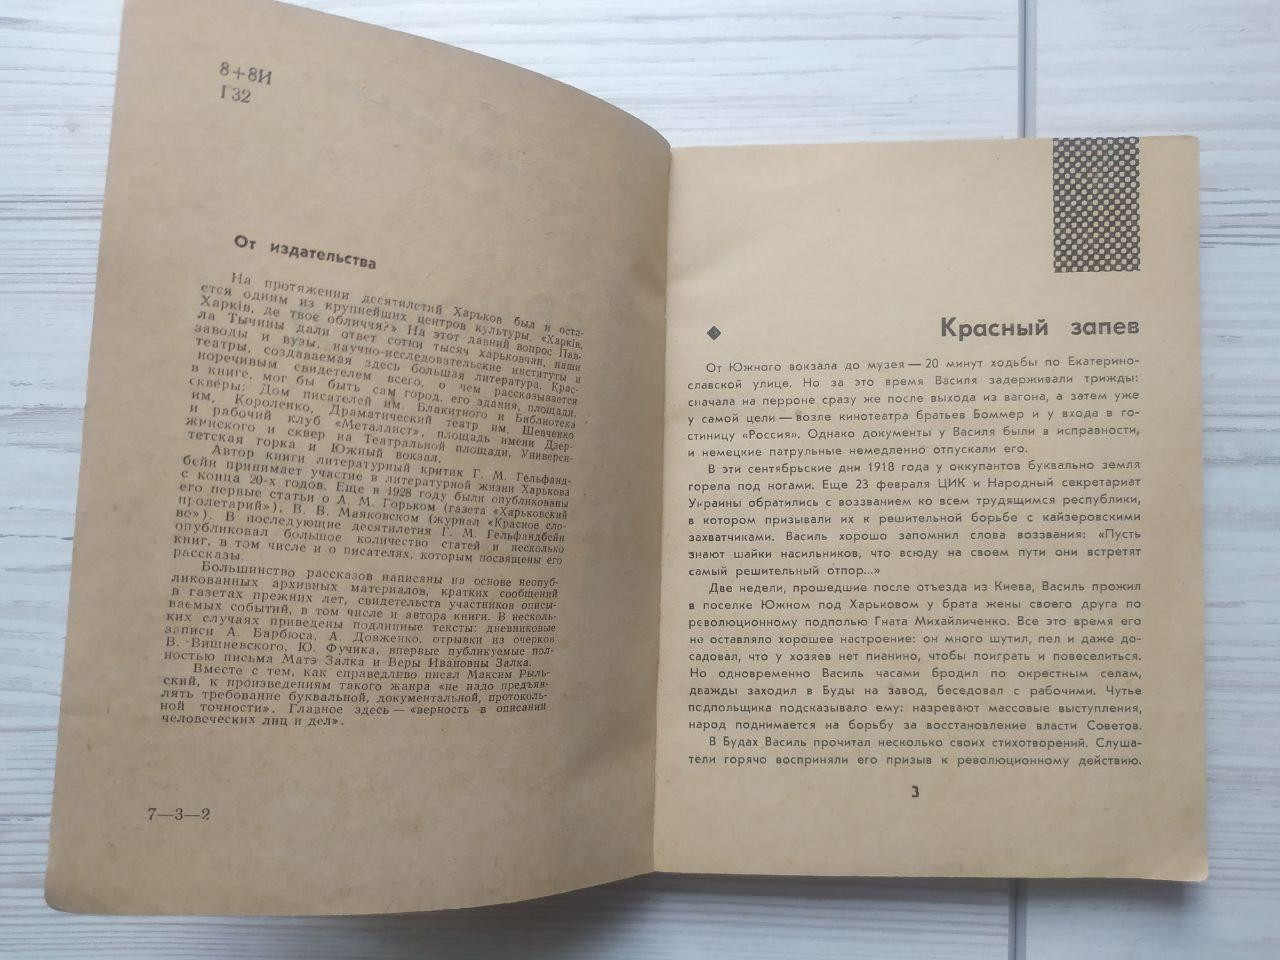 8+8И
Г32
От издательства
На протяжении десятилетий Харьков был и оста-
ется одним из крупнейших центров культуры. «Харків,
Харків, де твоє обличчя?» На этот давний вопрос Пав-
ла Тычины дали ответ сотни тысяч харьковчан, наши
заводы и вузы, научно-исследовательские институты и
театры, создаваемая здесь большая литература. Крас-
норечивым свидетелем всего, о чем рассказывается
в книге, мог бы быть сам город, его здания, площади,
скверы: Дом писателей им. Блакитного и Библиотека
им. Короленко, Драматический театр им. Шевченко
и рабочий клуб «Металлист», площадь имени Дзер-
жинского и сквер на Театральной площади, Универси-
тетская горка и Южный вокзал.
Автор книги литературный критик Г. М. Гельфанд-
бейн принимает участие в литературной жизни Харькова
с конца 20-х годов. Еще в 1928 году были опубликованы
его первые статьи о А. М. Горьком (газета «Харьковский
пролетарий»), В. В. Маяковском (журнал «Красное сло-
во»). В последующие десятилетия Г. М. Гельфандбейн
опубликовал большое количество статей и несколько
книг, в том числе и о писателях, которым посвящены его
рассказы.
Большинство рассказов написаны на основе неопуб-
ликованных архивных материалов, кратких сообщений
в газетах прежних лет, свидетельств участников описы-
ваемых событий, в том числе и автора книги. В несколь-
ких случаях приведены подлинные тексты: дневниковые
записи А. Барбюса, А. Довженко, отрывки из очерков
В. Вишневского, Ю. Фучика, впервые публикуемые пол-
ностью письма Матэ Залка и Веры Ивановны Залка.
Вместе с тем, как справедливо писал Максим Рыль-
ский, к произведениям такого жанра «не надо предъяв-
лять требование буквальной, документальной, протоколь-
ной точности». Главное здесь — «верность в описании
человеческих лиц и дел».
7—3—2
Красный запев
От Южного вокзала до музея — 20 минут ходьбы по Екатерино-
славской улице. Но за это время Василя задерживали трижды:
сначала на перроне сразу же после выхода из вагона, а затем уже
у самой цели — возле кинотеатра братьев Боммер и у входа в го-
стиницу «Россия». Однако документы у Василя были в исправности,
и немецкие патрульные немедленно отпускали его.
В эти сентябрьские дни 1918 года у оккупантов буквально земля
горела под ногами. Еще 23 февраля ЦИК и Народный секретариат
Украины обратились с воззванием ко всем трудящимся республики,
в котором призывали их к решительной борьбе с кайзеровскими
захватчиками. Василь хорошо запомнил слова воззвания: «Пусть
знают шайки насильников, что всюду на своем пути они встретят
самый решительный отпор...»
Две недели, прошедшие после отъезда из Киева, Василь прожил
в поселке Южном под Харьковом у брата жены своего друга по
революционному подполью Гната Михайличенко. Все это время его
не оставляло хорошее настроение: он много шутил, пел и даже до-
садовал, что у хозяев нет пианино, чтобы поиграть и повеселиться.
Но одновременно Василь часами бродил по окрестным селам,
дважды заходил в Буды на завод, беседовал с рабочими. Чутье
подпольщика подсказывало ему: назревают массовые выступления,
народ поднимается на борьбу за восстановление власти Советов.
В Будах Василь прочитал несколько своих стихотворений. Слуша-
тели горячо восприняли его призыв к революционному действию.
3